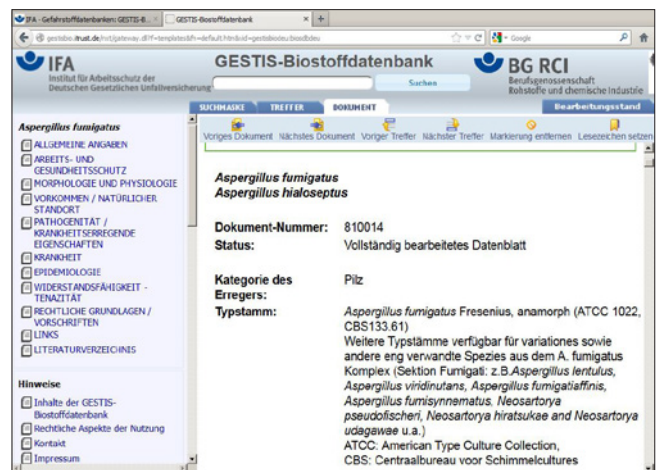 IFA - Gefahrstoffdatenbanken: GESTIS-B...
GESTIS-Biostoffdatenbank
Google
IFA
Institut für Arbeitsschutz der
Deutschen Gesetzlichen Unfallversicherung
GESTIS-Biostoffdatenbank
Suchen
BG RCI
Berufsgenossenschaft
Rohstoffe und chemische Industrie
SUCHMASKE TREFFER DOKUMENT Bearbeitungsstand
Voriges Dokument Nächstes Dokument Voriger Treffer Nächster Treffer Markierung entfernen Lesezeichen setzen
Aspergillus fumigatus
ALLGEMEINE ANGABEN
ARBEITS- UND
GESUNDHEITSSCHUTZ
MORPHOLOGIE UND PHYSIOLOGIE
VORKOMMEN / NATÜRLICHER
STANDORT
PATHOGENITÄT /
KRANKHEITSERREGENDE
EIGENSCHAFTEN
KRANKHEIT
EPIDEMIOLOGIE
WIDERSTANDSFÄHIGKEIT -
TENAZITÄT
RECHTLICHE GRUNDLAGEN /
VORSCHRIFTEN
LINKS
LITERATURVERZEICHNIS
Hinweise
Inhalte der GESTIS-
Biostoffdatenbank
Rechtliche Aspekte der Nutzung
Kontakt
Impressum
Aspergillus fumigatus
Aspergillus hialoseptus
Dokument-Nummer: 810014
Status: Vollständig bearbeitetes Datenblatt
Kategorie des Pilz
Erregers:
Typstamm: Aspergillus fumigatus Fresenius, anamorph (ATCC 1022,
CBS133.61)
Weitere Typstämme verfügbar für variationes sowie
andere eng verwandte Spezies aus dem A. fumigatus
Komplex (Sektion Fumigati: z.B.Aspergillus lentulus,
Aspergillus viridinutans, Aspergillus fumigatiaffinis,
Aspergillus fumisynnematus, Neosartorya
pseudofischeri, Neosartorya hiratsukae and Neosartorya
udagawae u.a.)
ATCC: American Type Culture Collection,
CBS: Centraalbureau voor Schimmelcultures